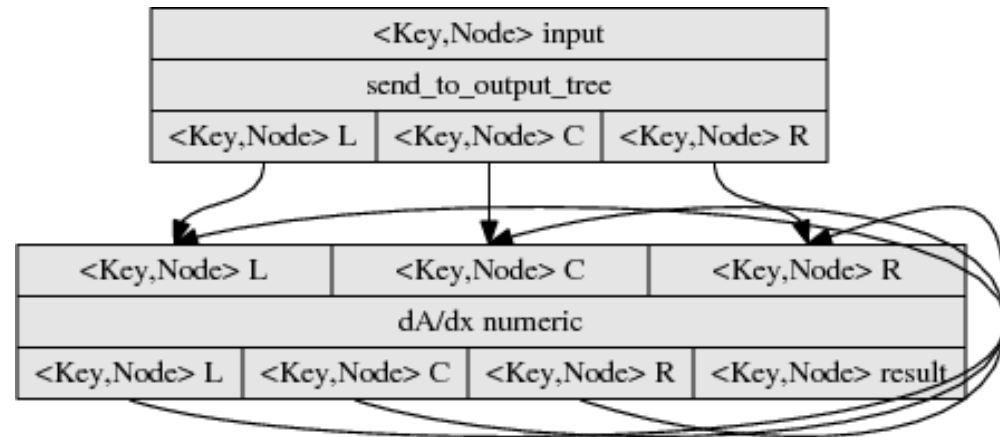 <Key,Node> input
send_to_output_tree
<Key,Node> L <Key,Node> C <Key,Node> R
<Key,Node> L <Key,Node> C <Key,Node> R
dA/dx numeric
<Key,Node> L <Key,Node> C <Key,Node> R <Key,Node> result